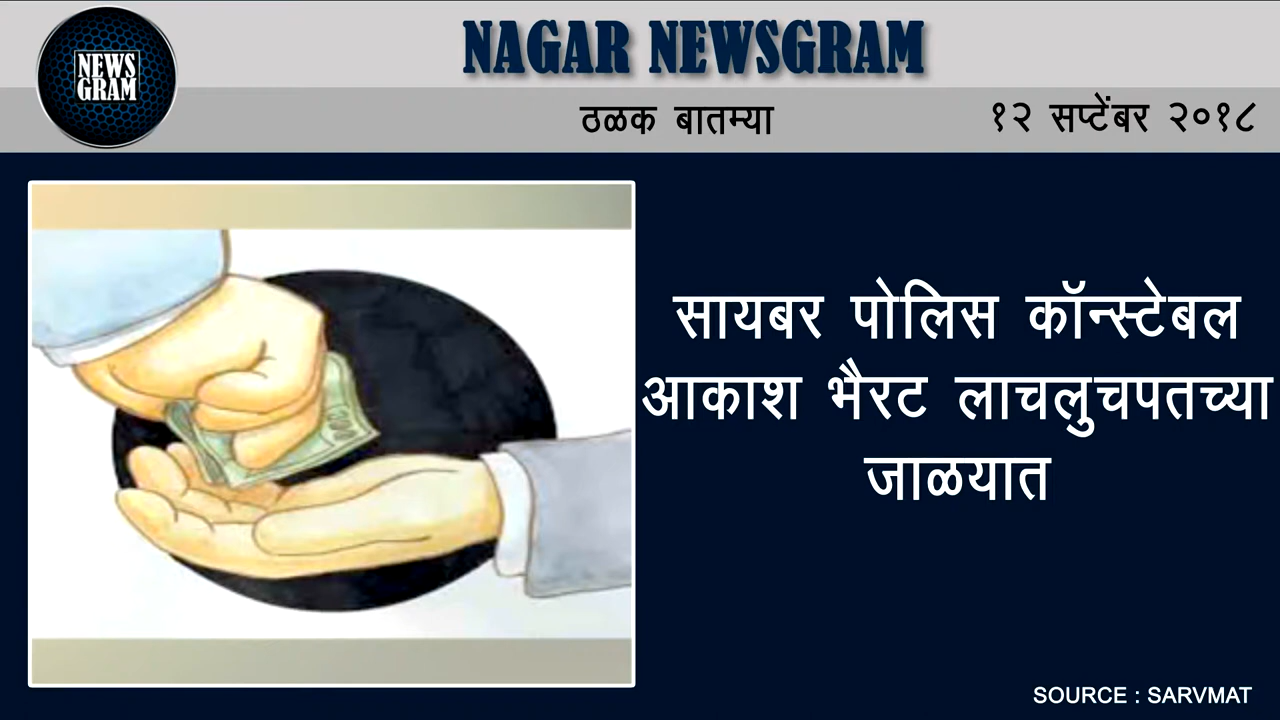 NEWS
GRAM
NAGAR NEWSGRAM
ठळक बातम्या
१२ सप्टेंबर २०१८
सायबर पोलिस कॉन्स्टेबल
आकाश भैरट लाचलुचपतच्या
जाळयात
1000
SOURCE : SARVMAT